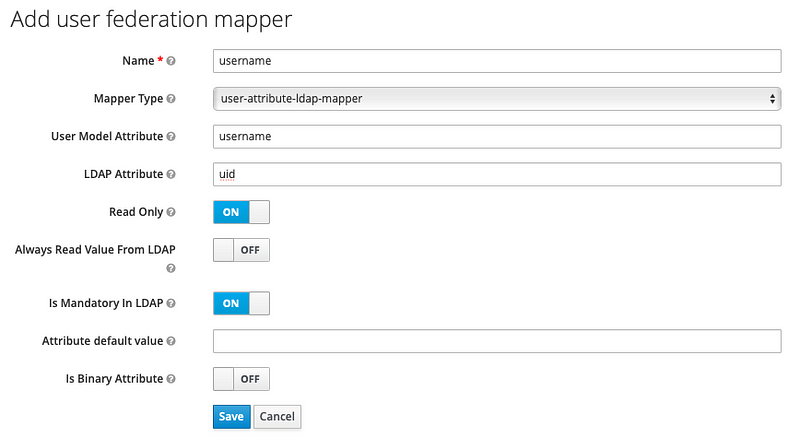 Add user federation mapper
Name * ?
username
Mapper Type ?
user-attribute-ldap-mapper
User Model Attribute ?
username
LDAP Attribute ?
uid
Read Only ?
ON
Always Read Value From LDAP
?
OFF
Is Mandatory In LDAP ?
ON
Attribute default value ?
Is Binary Attribute ?
OFF
Save Cancel